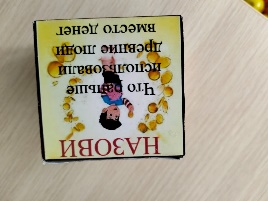 НАЗОВИ
Что раньше
использовали
древние люди
вместо денег